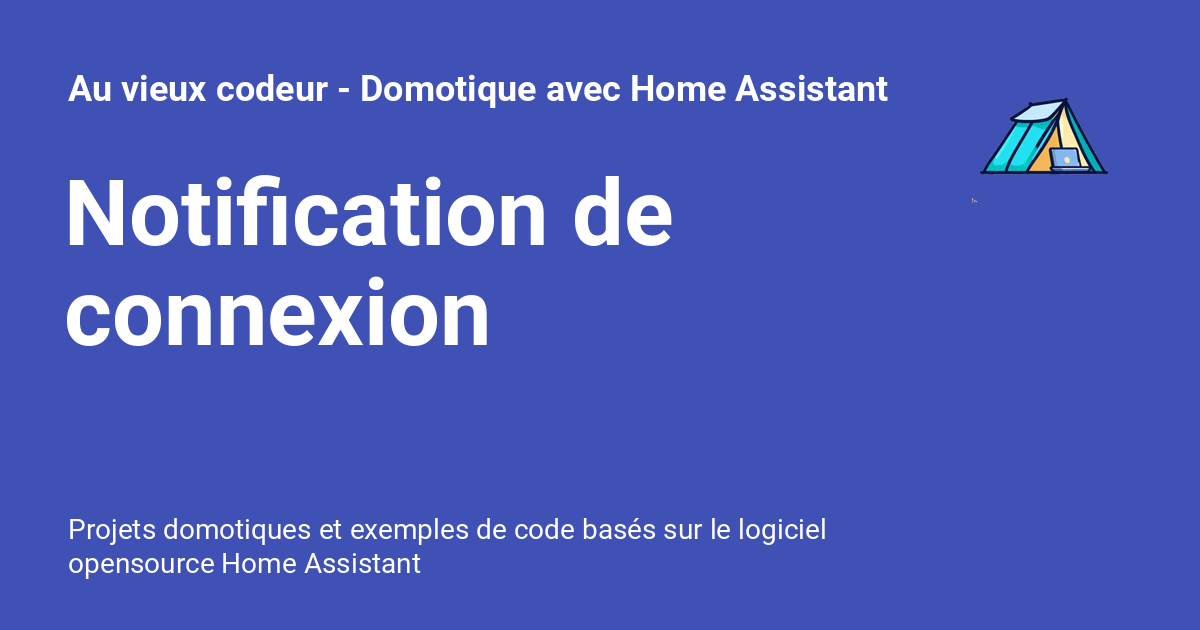 Au vieux codeur - Domotique avec Home Assistant
Notification de
connexion
Projets domotiques et exemples de code basés sur le logiciel
opensource Home Assistant